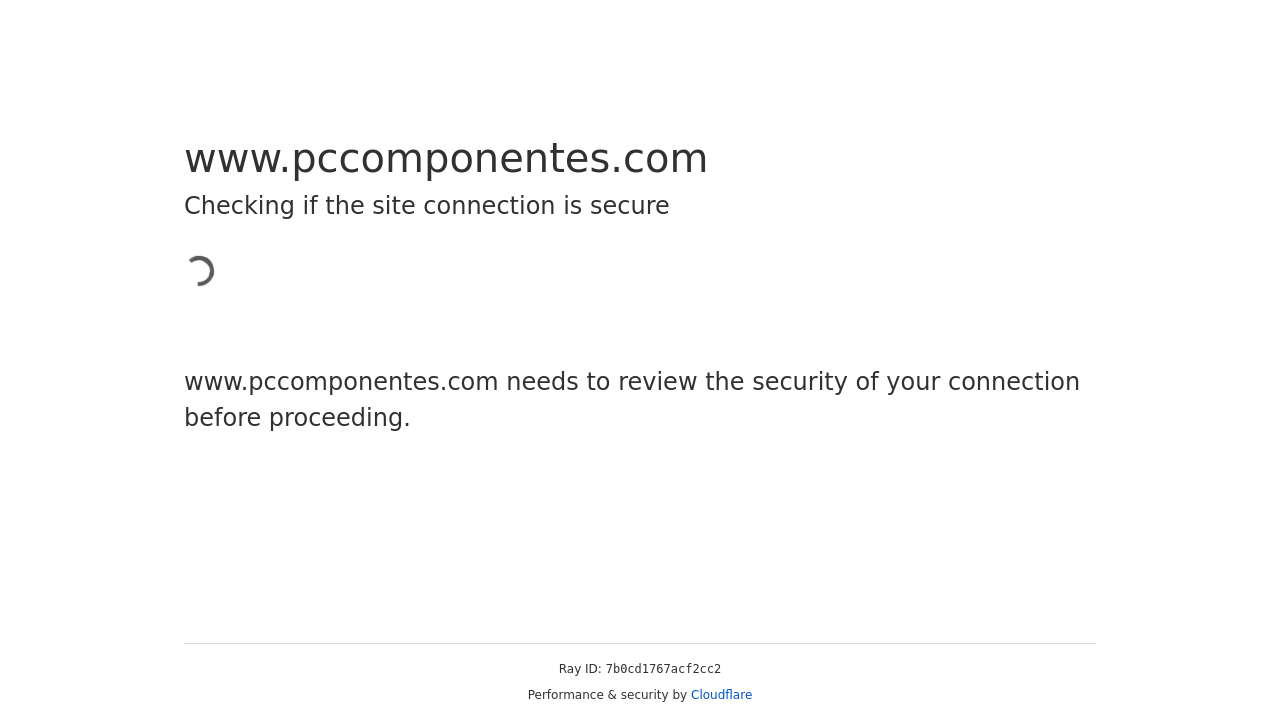 www.pccomponentes.com
Checking if the site connection is secure
www.pccomponentes.com needs to review the security of your connection
before proceeding.
Ray ID: 7b0cd1767acf2cc2
Performance & security by Cloudflare